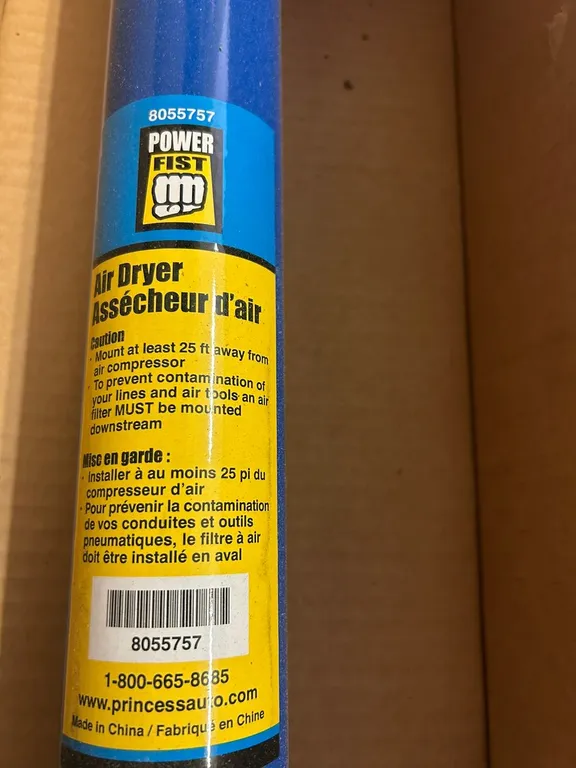 8055757
POWER
FIST
Air Dryer
Assécheur d'air
Caution
- Mount at least 25 ft away from
air compressor
- To prevent contamination of
your lines and air tools an air
filter MUST be mounted
downstream
Mise en garde :
- Installer à au moins 25 pi du
compresseur d'air
- Pour prévenir la contamination
de vos conduites et outils
pneumatiques, le filtre à air
doit être installé en aval
8055757
1-800-665-8685
www.princessauto.com
Made in China / Fabriqué en Chine